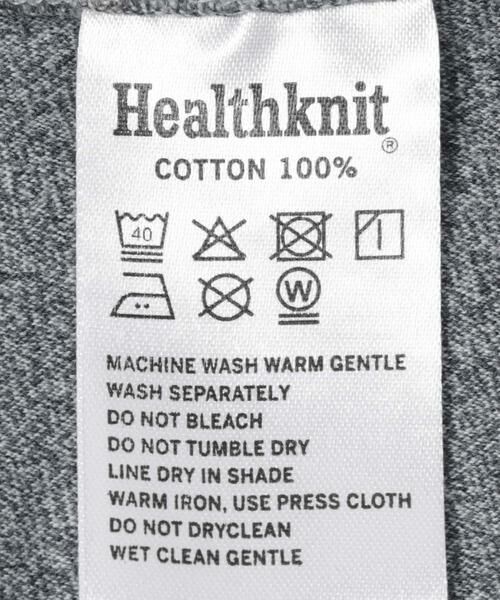 Healthknit®
COTTON 100%
40
W
MACHINE WASH WARM GENTLE
WASH SEPARATELY
DO NOT BLEACH
DO NOT TUMBLE DRY
LINE DRY IN SHADE
WARM IRON, USE PRESS CLOTH
DO NOT DRYCLEAN
WET CLEAN GENTLE